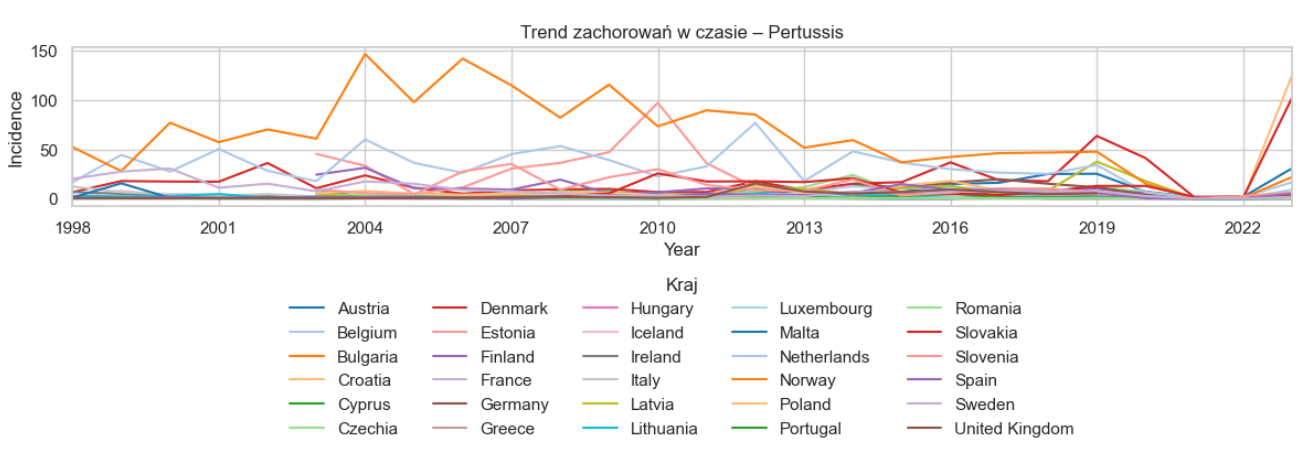 Trend zachorowań w czasie – Pertussis
150
100
50
0
Incidence
1998 2001 2004 2007 2010 2013 2016 2019 2022
Year
Kraj
Austria Denmark Hungary Luxembourg Romania
Belgium Estonia Iceland Malta Slovakia
Bulgaria Finland Ireland Netherlands Slovenia
Croatia France Italy Norway Spain
Cyprus Germany Latvia Poland Sweden
Czechia Greece Lithuania Portugal United Kingdom